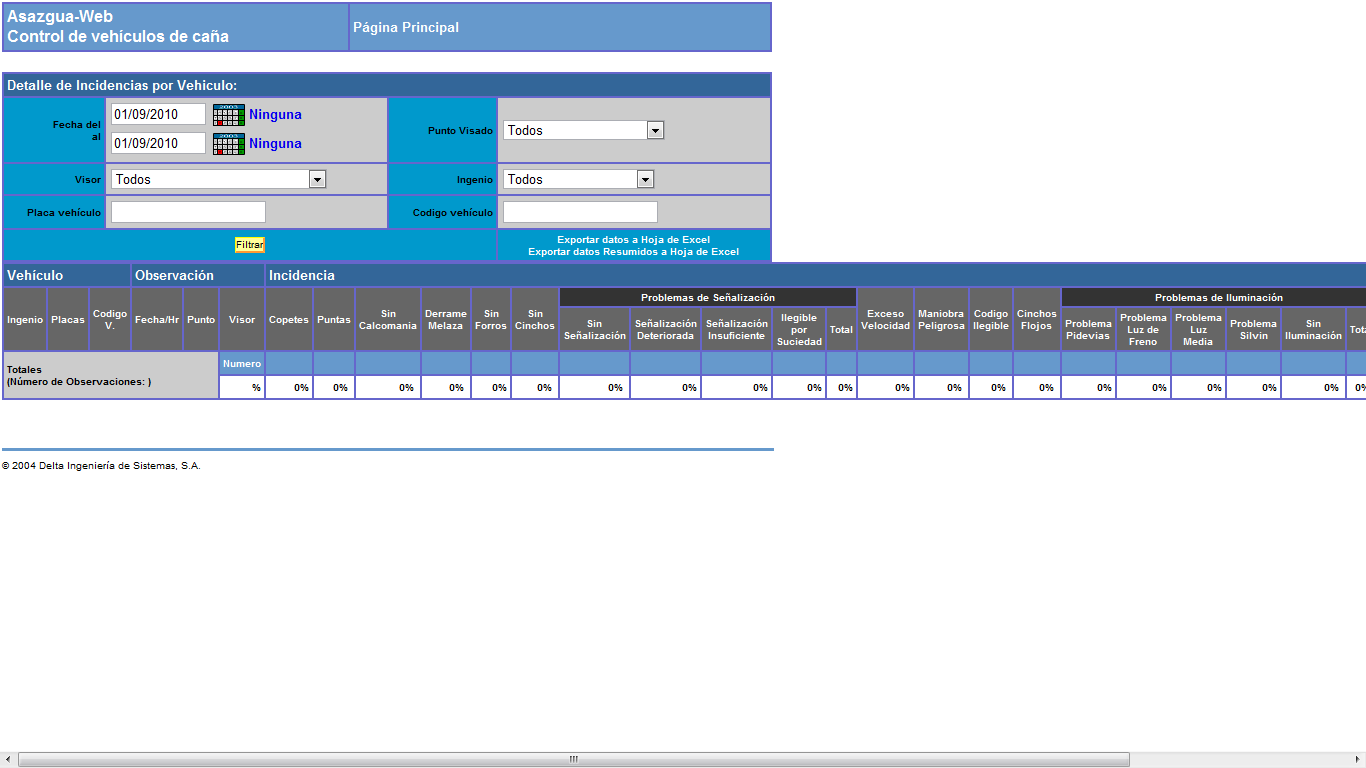 Asazgua-Web
Control de vehículos de caña
Página Principal
Detalle de Incidencias por Vehiculo:
Fecha del
al
01/09/2010
Ninguna
01/09/2010
Ninguna
Punto Visado
Todos
Visor
Todos
Ingenio
Todos
Placa vehículo
Codigo vehículo
Filtrar
Exportar datos a Hoja de Excel
Exportar datos Resumidos a Hoja de Excel
Vehículo
Observación
Incidencia
Ingenio
Placas
Codigo
V.
Fecha/Hr
Punto
Visor
Copetes
Puntas
Sin
Calcomania
Derrame
Melaza
Sin
Forros
Sin
Cinchos
Problemas de Señalización
Sin
Señalización
Señalización
Deteriorada
Señalización
Insuficiente
Ilegible
por
Suciedad
Total
Exceso
Velocidad
Maniobra
Peligrosa
Codigo
Ilegible
Cinchos
Flojos
Problemas de Iluminación
Problema
Pidevias
Problema
Luz de
Freno
Problema
Luz
Media
Problema
Silvin
Sin
Iluminación
Tota
Totales
(Número de Observaciones: )
Numero
% 0% 0% 0% 0% 0% 0% 0% 0% 0% 0% 0% 0% 0% 0% 0% 0% 0% 0% 0% 0% 0%
© 2004 Delta Ingeniería de Sistemas, S.A.